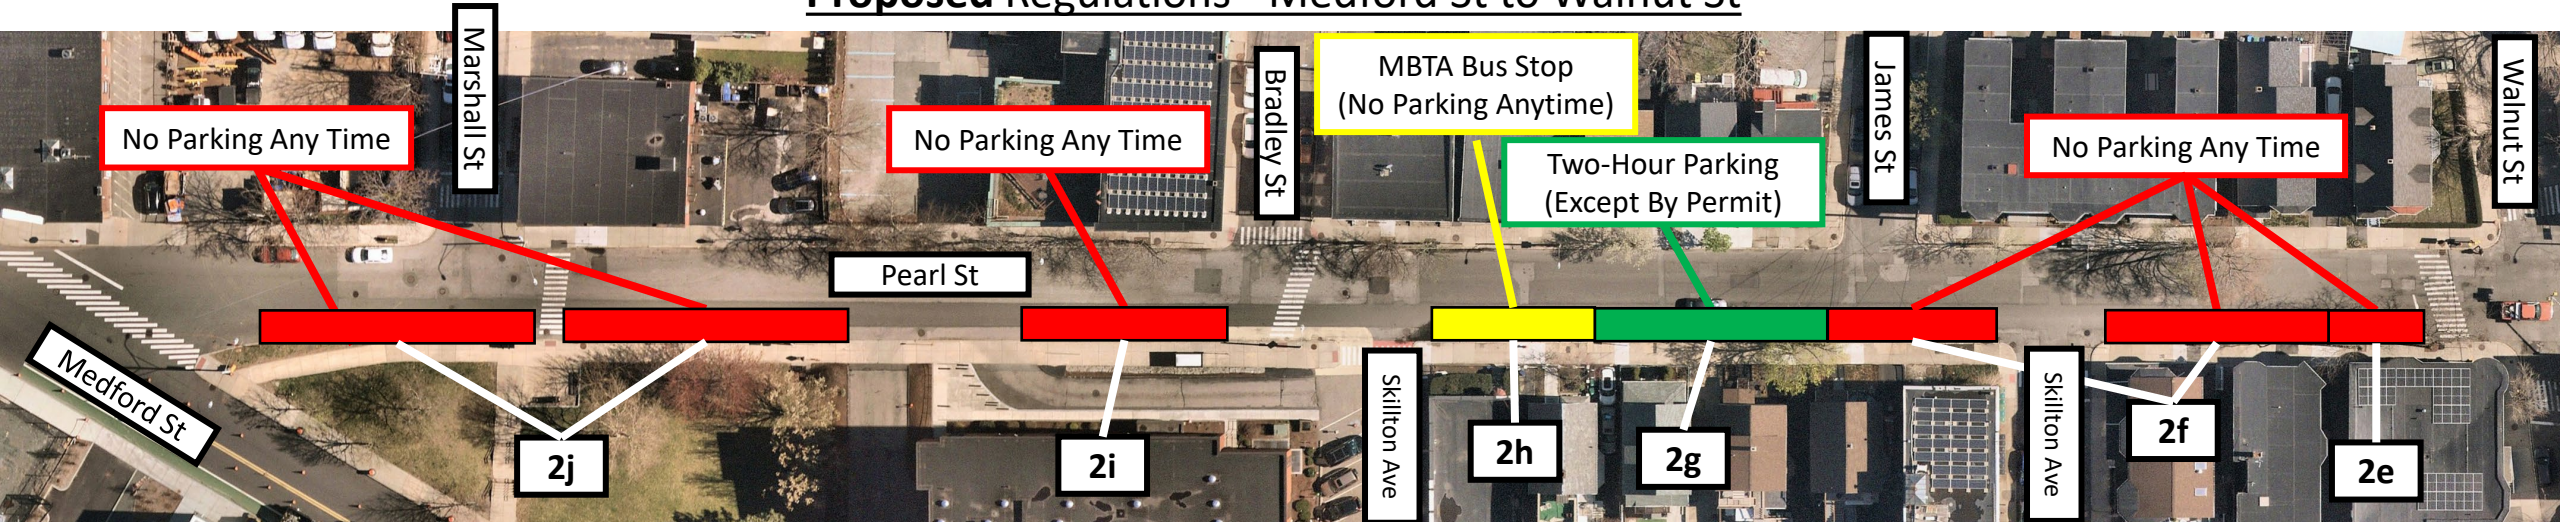 Proposed Regulations - Medford St to Walnut St
Marshall St
Bradley St
MBTA Bus Stop
(No Parking Anytime)
James St
Walnut St
No Parking Any Time
No Parking Any Time
Two-Hour Parking
(Except By Permit)
No Parking Any Time
Pearl St
Medford St
Skillton Ave
Skillton Ave
2j
2i
2h
2g
2f
2e